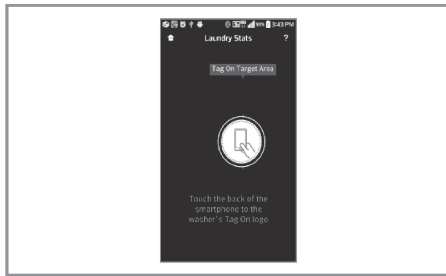 3:43 PM
Laundry Stats ?
Tag On Target Area
Touch the back of the
smartphone to the
washer's Tag On logo